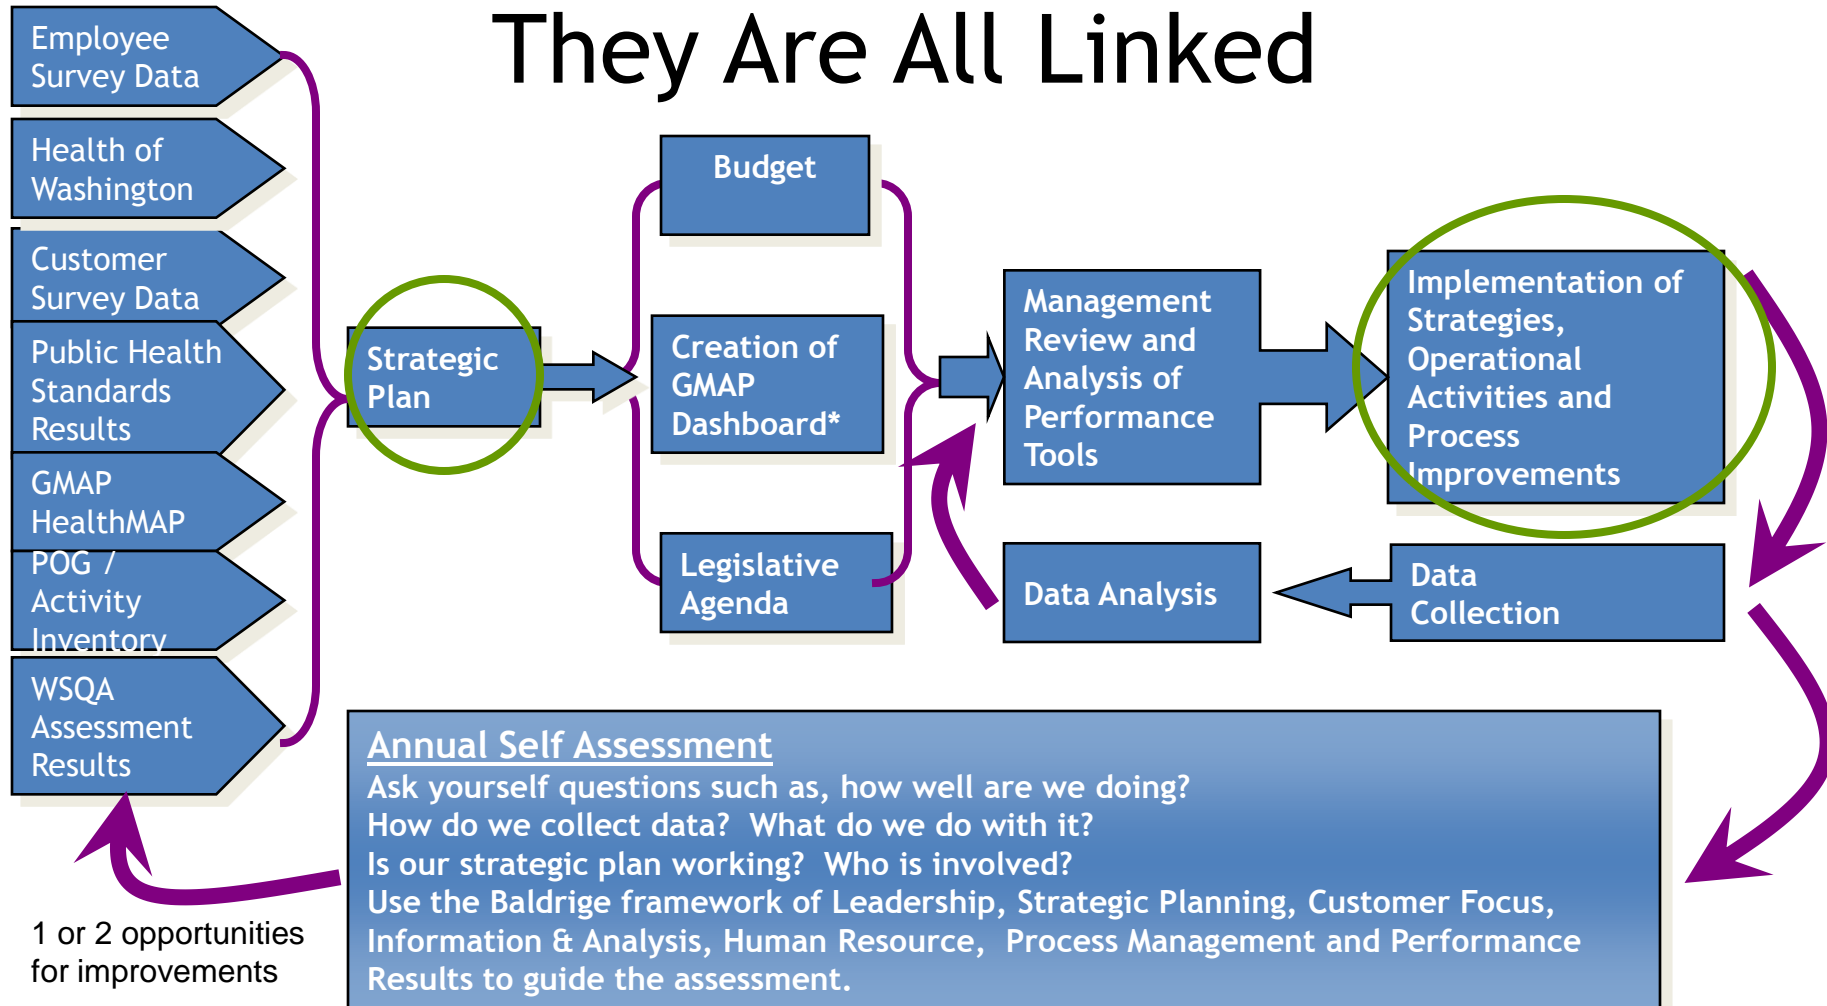 They Are All Linked
Employee
Survey Data
Health of
Washington
Customer
Survey Data
Public Health
Standards
Results
GMAP
HealthMAP
POG /
Activity
Inventory
WSQA
Assessment
Results
Strategic
Plan
Budget
Creation of
GMAP
Dashboard*
Legislative
Agenda
Management
Review and
Analysis of
Performance
Tools
Implementation of
Strategies,
Operational
Activities and
Process
Improvements
Data Analysis
Data
Collection
Annual Self Assessment
Ask yourself questions such as, how well are we doing?
How do we collect data?  What do we do with it?
Is our strategic plan working?  Who is involved?
Use the Baldrige framework of Leadership, Strategic Planning, Customer Focus,
Information & Analysis, Human Resource,  Process Management and Performance
Results to guide the assessment.
1 or 2 opportunities
for improvements